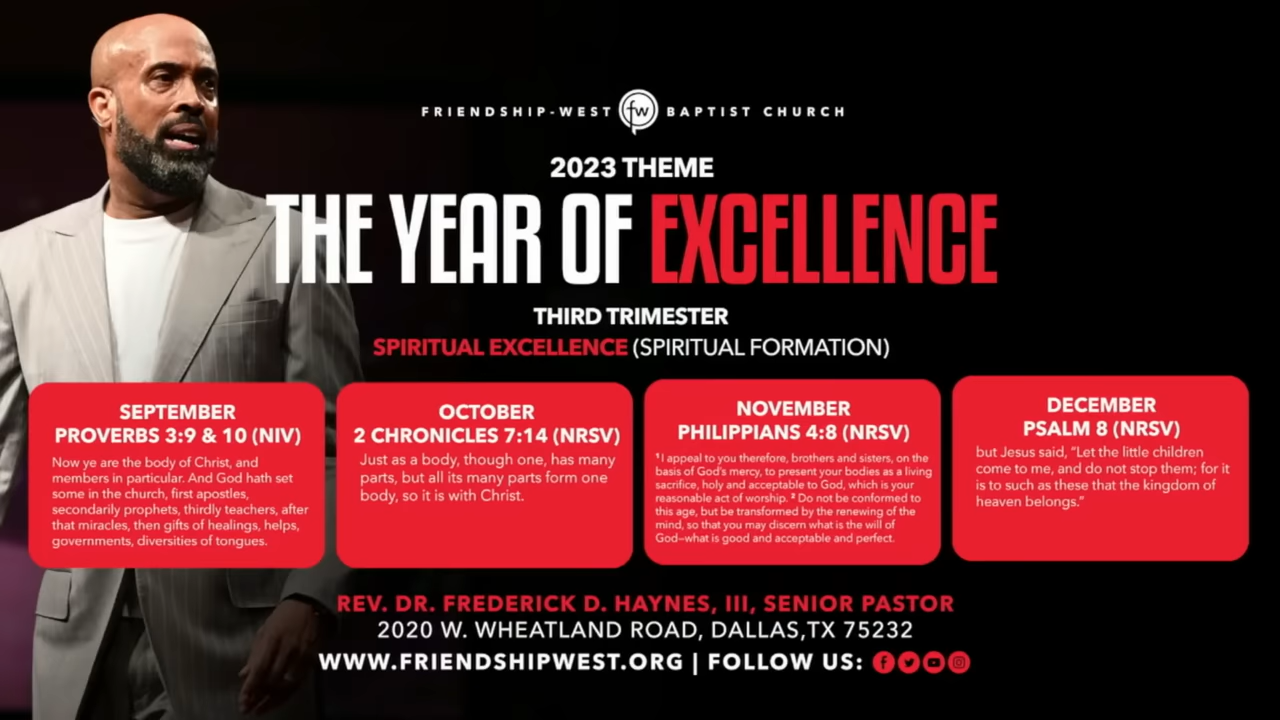 FRIENDSHIP-WEST fw BAPTIST CHURCH
2023 THEME
THE YEAR OF EXCELLENCE
THIRD TRIMESTER
SPIRITUAL EXCELLENCE (SPIRITUAL FORMATION)
SEPTEMBER
PROVERBS 3:9 & 10 (NIV)
Now ye are the body of Christ, and
members in particular. And God hath set
some in the church, first apostles,
secondarily prophets, thirdly teachers, after
that miracles, then gifts of healings, helps,
governments, diversities of tongues.
OCTOBER
2 CHRONICLES 7:14 (NRSV)
Just as a body, though one, has many
parts, but all its many parts form one
body, so it is with Christ.
NOVEMBER
PHILIPPIANS 4:8 (NRSV)
¹ I appeal to you therefore, brothers and sisters, on the
basis of God's mercy, to present your bodies as a living
sacrifice, holy and acceptable to God, which is your
reasonable act of worship. ² Do not be conformed to
this age, but be transformed by the renewing of the
mind, so that you may discern what is the will of
God—what is good and acceptable and perfect.
DECEMBER
PSALM 8 (NRSV)
but Jesus said, "Let the little children
come to me, and do not stop them; for it
is to such as these that the kingdom of
heaven belongs."
REV. DR. FREDERICK D. HAYNES, III, SENIOR PASTOR
2020 W. WHEATLAND ROAD, DALLAS,TX 75232
WWW.FRIENDSHIPWEST.ORG | FOLLOW US: